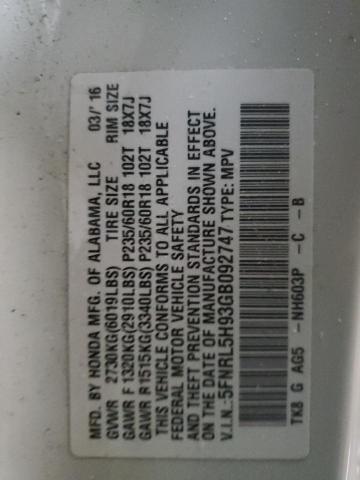 MFD. BY HONDA MFG. OF ALABAMA, LLC 03/ '16
GVWR 2730KG(6019LBS) TIRE SIZE RIM SIZE
GAWR F 1320KG(2910LBS) P235/60R18 102T 18X7J
GAWR R 1515KG(3340LBS) P235/60R18 102T 18X7J
THIS VEHICLE CONFORMS TO ALL APPLICABLE
FEDERAL MOTOR VEHICLE SAFETY
AND THEFT PREVENTION STANDARDS IN EFFECT
ON THE DATE OF MANUFACTURE SHOWN ABOVE.
V.I.N.: 5FNRL5H93GB092747 TYPE: MPV
TK8 G AG5 - NH603P - C - B